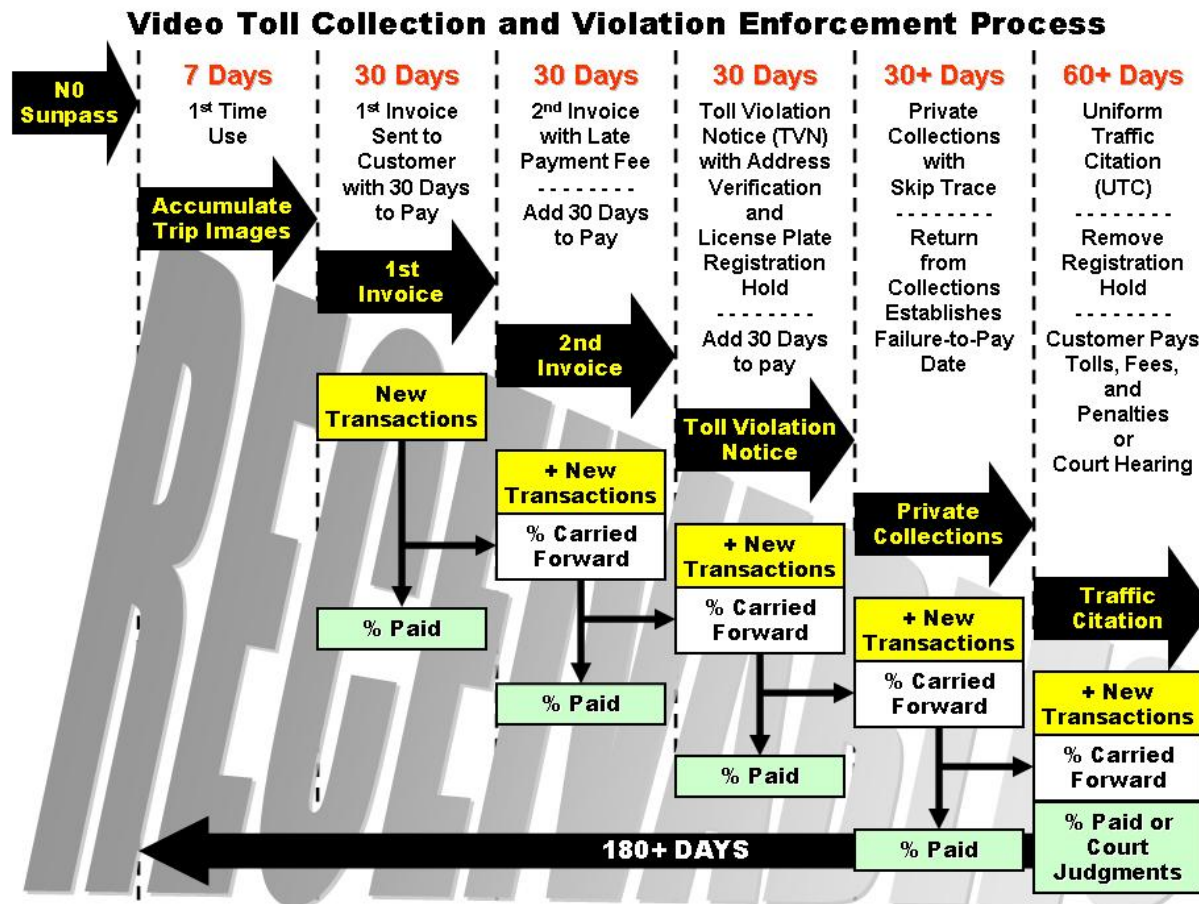 Video Toll Collection and Violation Enforcement Process
N0
Sunpass
7 Days
1st Time
Use
Accumulate
Trip Images
30 Days
1st Invoice
Sent to
Customer
with 30 Days
to Pay
1st
Invoice
New
Transactions
% Paid
30 Days
2nd Invoice
with Late
Payment Fee
--------
Add 30 Days
to Pay
2nd
Invoice
+ New
Transactions
% Carried
Forward
% Paid
30 Days
Toll Violation
Notice (TVN)
with Address
Verification
and
License Plate
Registration
Hold
--------
Add 30 Days
to pay
Toll Violation
Notice
+ New
Transactions
% Carried
Forward
% Paid
30+ Days
Private
Collections
with
Skip Trace
--------
Return
from
Collections
Establishes
Failure-to-Pay
Date
Private
Collections
+ New
Transactions
% Carried
Forward
% Paid
60+ Days
Uniform
Traffic
Citation
(UTC)
--------
Remove
Registration
Hold
--------
Customer Pays
Tolls, Fees,
and
Penalties
or
Court Hearing
Traffic
Citation
+ New
Transactions
% Carried
Forward
% Paid or
Court
Judgments
180+ DAYS
RECEIVABLES